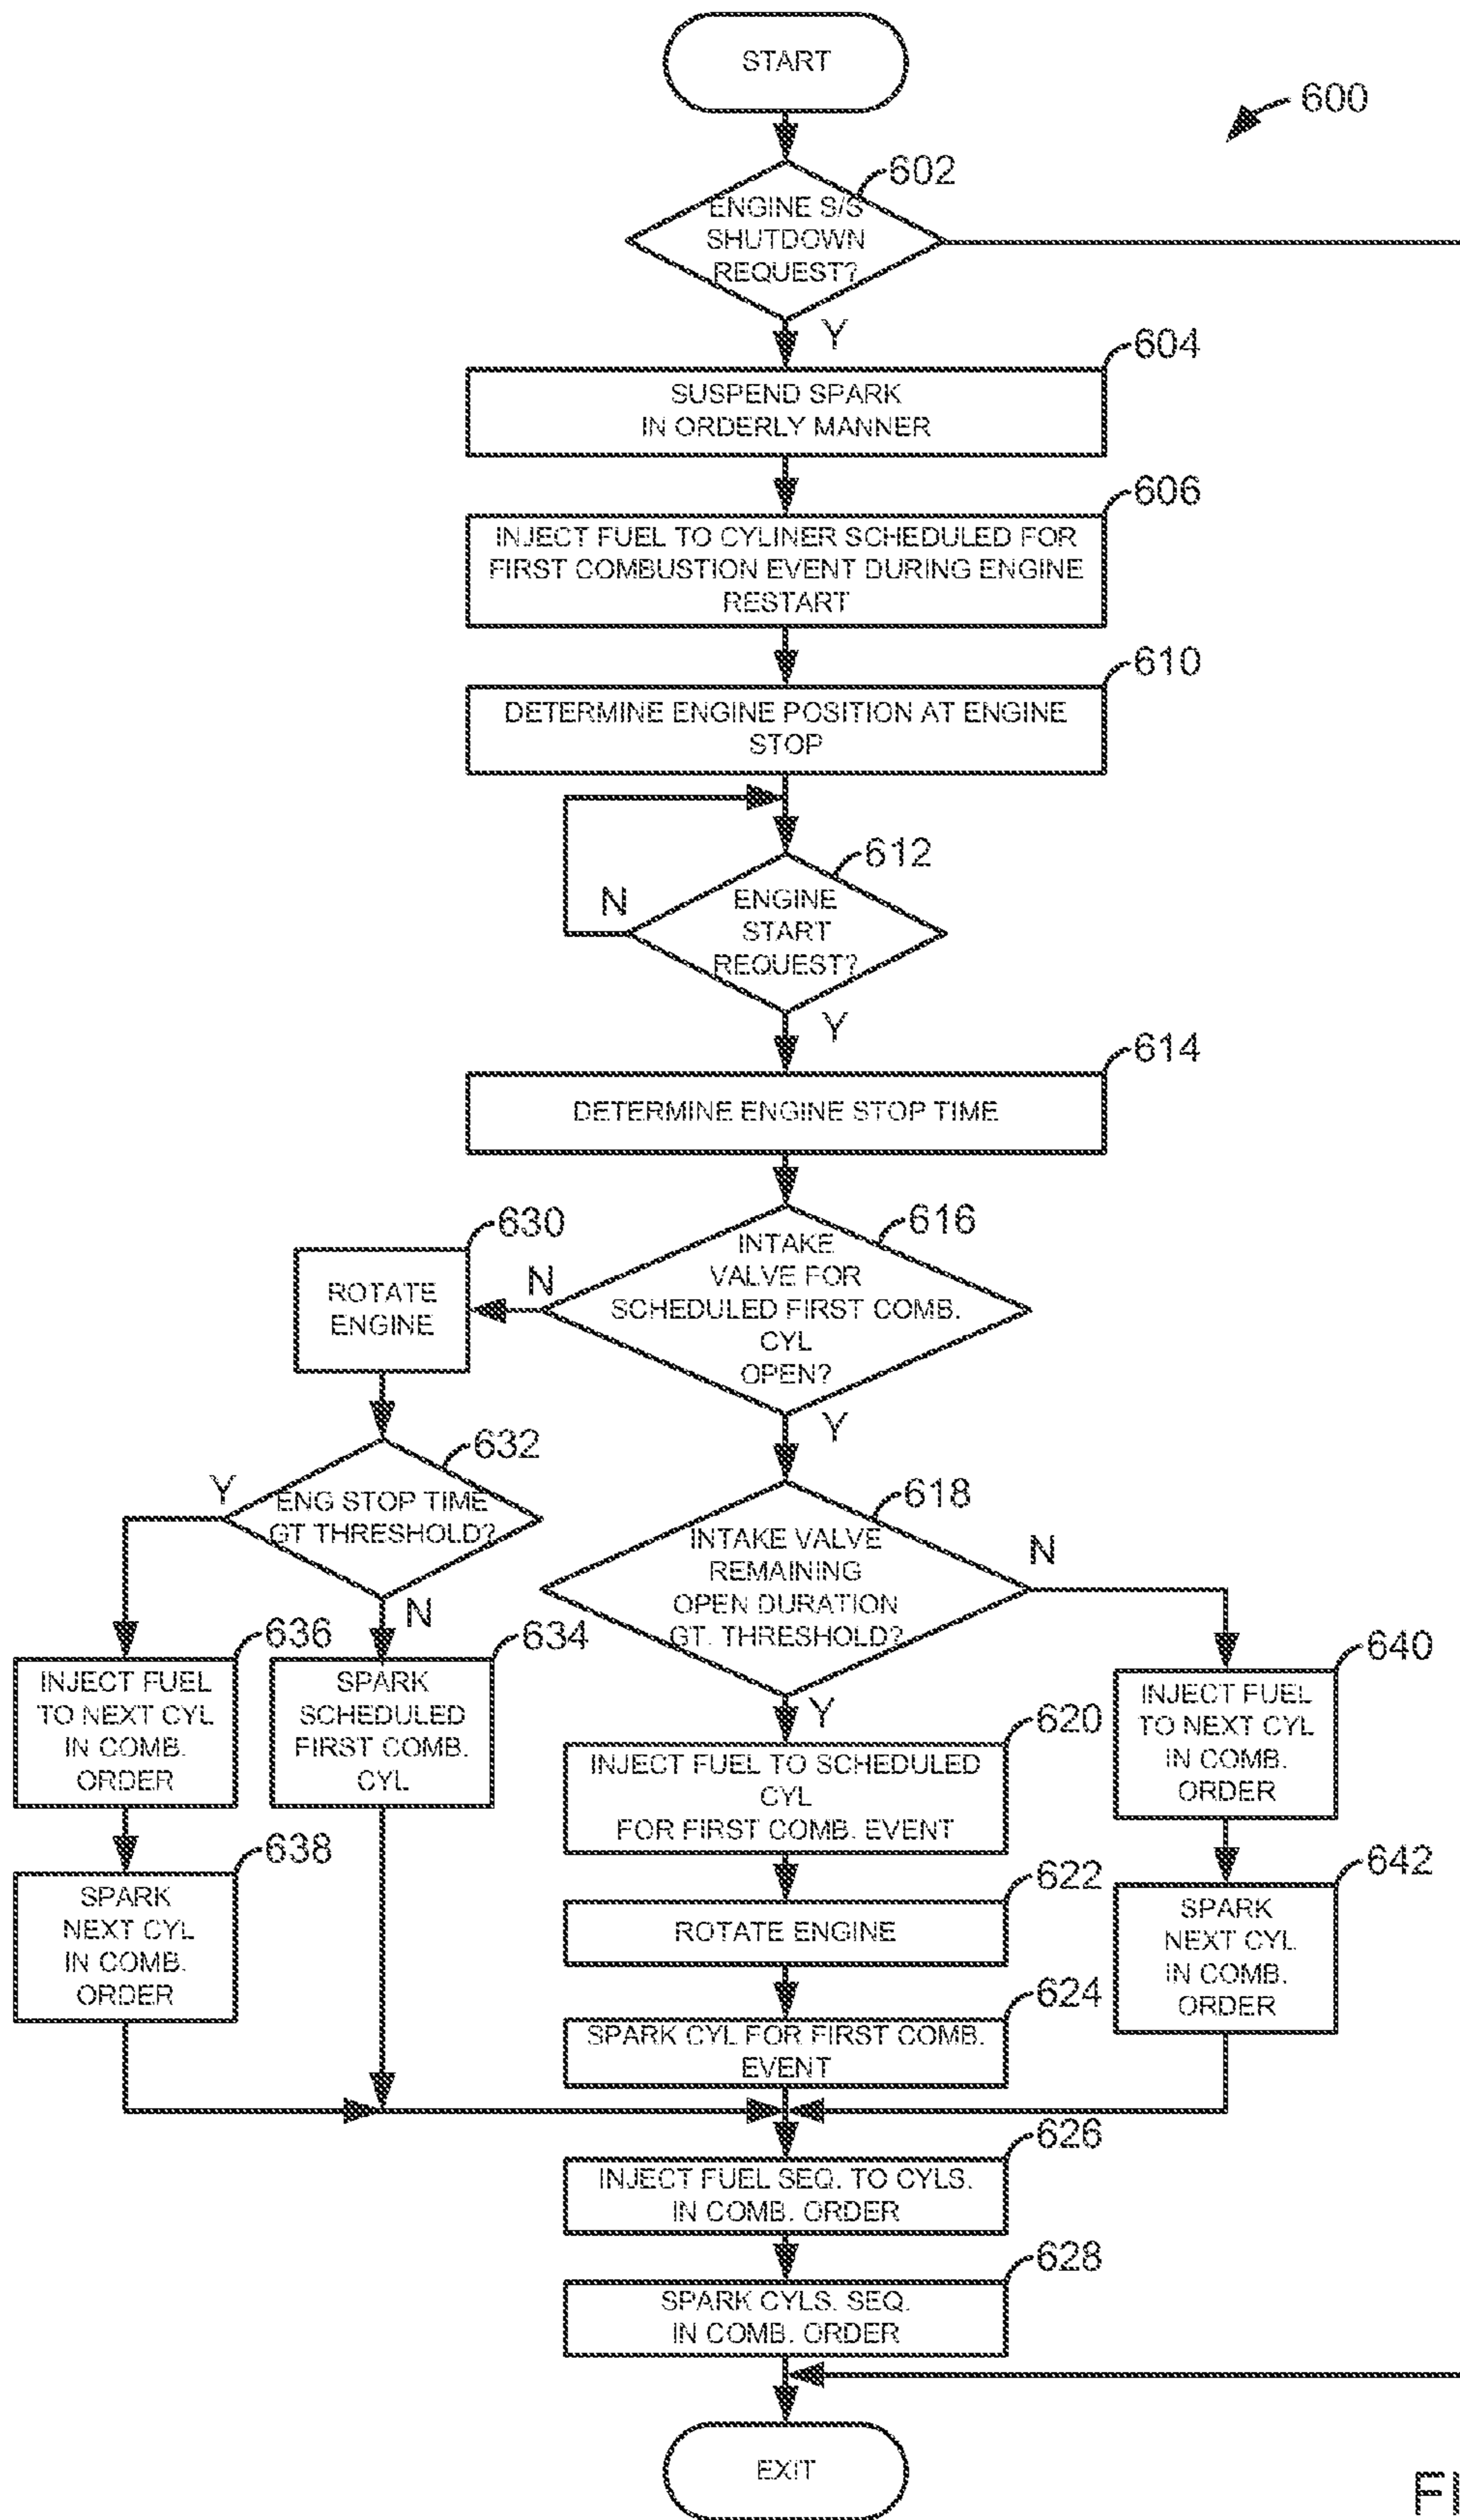 START
600
602
ENGINE S/S
SHUTDOWN
REQUEST?
Y
604
SUSPEND SPARK
IN ORDERLY MANNER
606
INJECT FUEL TO CYLINER SCHEDULED FOR
FIRST COMBUSTION EVENT DURING ENGINE
RESTART
610
DETERMINE ENGINE POSITION AT ENGINE
STOP
612
N
ENGINE
START
REQUEST?
Y
614
DETERMINE ENGINE STOP TIME
616
INTAKE
VALVE FOR
SCHEDULED FIRST COMB.
CYL
OPEN?
N
Y
630
ROTATE
ENGINE
632
Y
ENG STOP TIME
GT THRESHOLD?
N
618
INTAKE VALVE
REMAINING
OPEN DURATION
GT. THRESHOLD?
N
Y
636
INJECT FUEL
TO NEXT CYL
IN COMB.
ORDER
634
SPARK
SCHEDULED
FIRST COMB.
CYL
620
INJECT FUEL TO SCHEDULED
CYL
FOR FIRST COMB. EVENT
640
INJECT FUEL
TO NEXT CYL
IN COMB.
ORDER
638
SPARK
NEXT CYL
IN COMB.
ORDER
622
ROTATE ENGINE
642
SPARK
NEXT CYL
IN COMB.
ORDER
624
SPARK CYL FOR FIRST COMB.
EVENT
626
INJECT FUEL SEQ. TO CYLS.
IN COMB. ORDER
628
SPARK CYLS. SEQ.
IN COMB. ORDER
EXIT